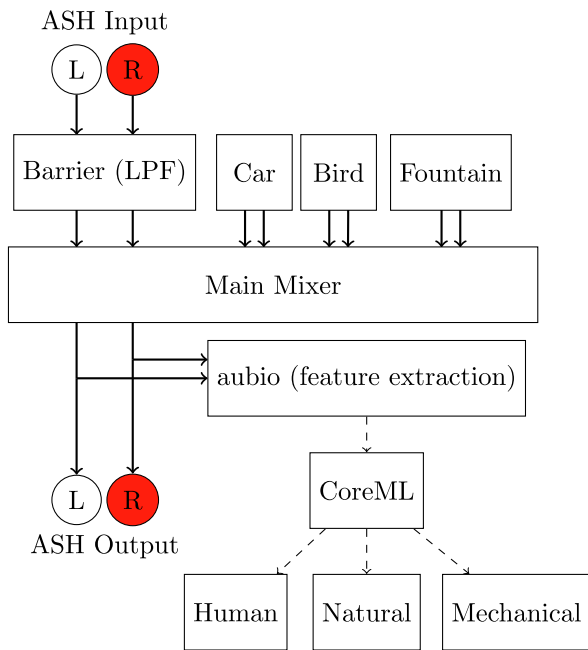 ASH Input
L R
Barrier (LPF) Car Bird Fountain
Main Mixer
aubio (feature extraction)
CoreML
L R
ASH Output
Human Natural Mechanical